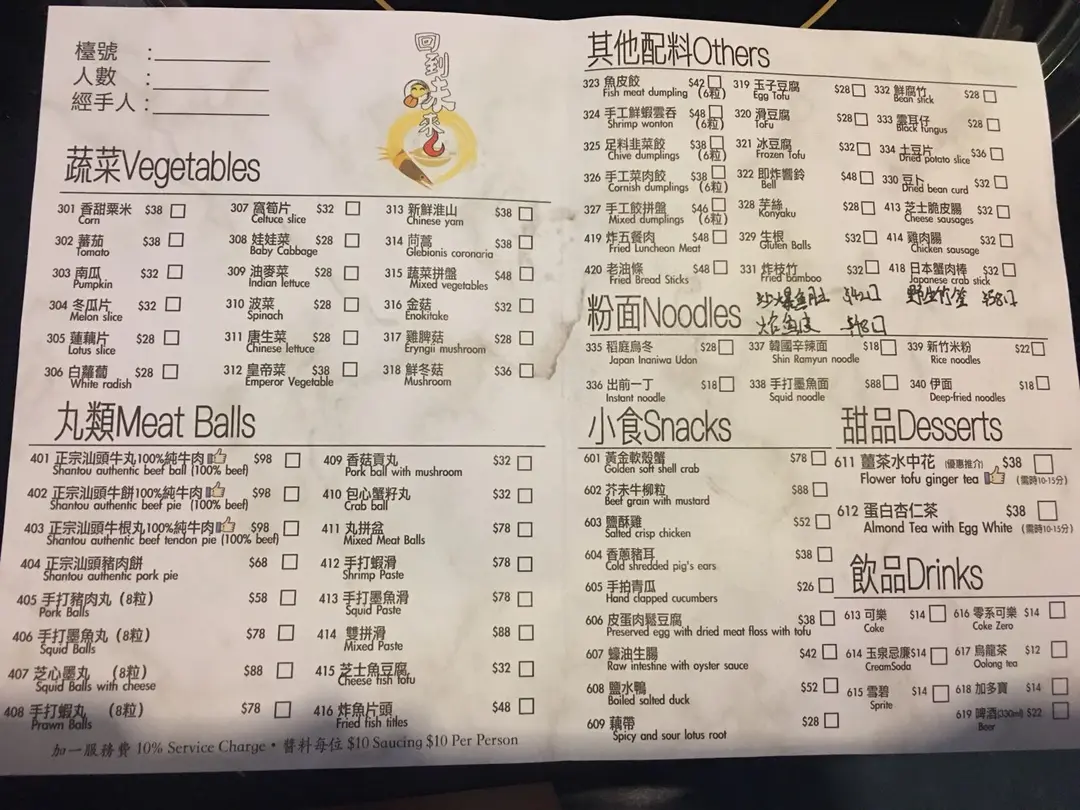 檯號 :
人數 :
經手人 :
回到未來
蔬菜Vegetables
301 香甜粟米 $38
Corn
302 蕃茄 $38
Tomato
303 南瓜 $32
Pumpkin
304 冬瓜片 $32
Melon slice
305 蓮藕片 $28
Lotus slice
306 白蘿蔔 $28
White radish
307 窩筍片 $32
Celtuce slice
308 娃娃菜 $28
Baby Cabbage
309 油麥菜 $28
Indian lettuce
310 波菜 $28
Spinach
311 唐生菜 $28
Chinese lettuce
312 皇帝菜 $38
Emperor Vegetable
313 新鮮淮山 $38
Chinese yam
314 茼蒿 $38
Glebionis coronaria
315 蔬菜拼盤 $48
Mixed vegetables
316 金菇 $32
Enokitake
317 雞脾菇 $28
Eryngii mushroom
318 鮮冬菇 $36
Mushroom
丸類Meat Balls
401 正宗汕頭牛丸100%純牛肉 $98
Shantou authentic beef ball (100% beef)
402 正宗汕頭牛餅100%純牛肉 $98
Shantou authentic beef pie (100% beef)
403 正宗汕頭牛根丸100%純牛肉 $98
Shantou authentic beef tendon pie (100% beef)
404 正宗汕頭豬肉餅 $68
Shantou authentic pork pie
405 手打豬肉丸 (8粒) $58
Pork Balls
406 手打墨魚丸 (8粒) $78
Squid Balls
407 芝心墨丸 (8粒) $88
Squid Balls with cheese
408 手打蝦丸 (8粒) $78
Prawn Balls
409 香菇貢丸 $32
Pork ball with mushroom
410 包心蟹籽丸 $32
Crab ball
411 丸拼盆 $78
Mixed Meat Balls
412 手打蝦滑 $78
Shrimp Paste
413 手打墨魚滑 $78
Squid Paste
414 雙拼滑 $88
Mixed Paste
415 芝士魚豆腐 $32
Cheese fish tofu
416 炸魚片頭 $48
Fried fish titles
加一服務費 10% Service Charge • 醬料每位 $10 Saucing $10 Per Person
其他配料Others
323 魚皮餃 $42
Fish meat dumpling (6粒)
324 手工鮮蝦雲吞 $48
Shrimp wonton (6粒)
325 足料韭菜餃 $38
Chive dumplings (6粒)
326 手工菜肉餃 $38
Cornish dumplings (6粒)
327 手工餃拼盤 $46
Mixed dumplings (6粒)
419 炸五餐肉 $48
Fried Luncheon Meat
420 老油條 $48
Fried Bread Sticks
319 玉子豆腐 $28
Egg Tofu
320 滑豆腐 $28
Tofu
321 冰豆腐 $32
Frozen Tofu
322 即炸響鈴 $48
Bell
328 芋絲 $28
Konyaku
329 生根 $32
Gluten Balls
331 炸枝竹 $32
Fried bamboo
332 鮮腐竹 $28
Bean stick
333 雲耳仔 $28
Black fungus
334 土豆片 $36
Dried potato slice
330 豆卜 $32
Dried bean curd
413 芝士脆皮腸 $32
Cheese sausages
414 雞肉腸 $32
Chicken sausage
418 日本蟹肉棒 $32
Japanese crab stick
沙爆魚肚 $42
野生竹笙 $58
魚皮 $48
粉面Noodles
335 稻庭烏冬 $28
Japan Inaniwa Udon
336 出前一丁 $18
Instant noodle
337 韓國辛辣面 $18
Shin Ramyun noodle
338 手打墨魚面 $88
Squid noodle
339 新竹米粉 $22
Rice noodles
340 伊面 $18
Deep-fried noodles
小食Snacks
601 黃金軟殼蟹 $78
Golden soft shell crab
602 芥末牛柳粒 $88
Beef grain with mustard
603 鹽酥雞 $52
Salted crisp chicken
604 香蔥豬耳 $38
Cold shredded pig's ears
605 手拍青瓜 $26
Hand clapped cucumbers
606 皮蛋肉鬆豆腐 $38
Preserved egg with dried meat floss with tofu
607 蠔油生腸 $42
Raw intestine with oyster sauce
608 鹽水鴨 $52
Boiled salted duck
609 藕帶 $28
Spicy and sour lotus root
甜品Desserts
611 薑茶水中花 (優惠推介) $38
Flower tofu ginger tea (需時10-15分)
612 蛋白杏仁茶 $38
Almond Tea with Egg White (需時10-15分)
飲品Drinks
613 可樂 $14
Coke
614 玉泉忌廉 $14
CreamSoda
615 雪碧 $14
Sprite
616 零系可樂 $14
Coke Zero
617 烏龍茶 $12
Oolong tea
618 加多寶 $14
619 啤酒(330ml) $22
Beer